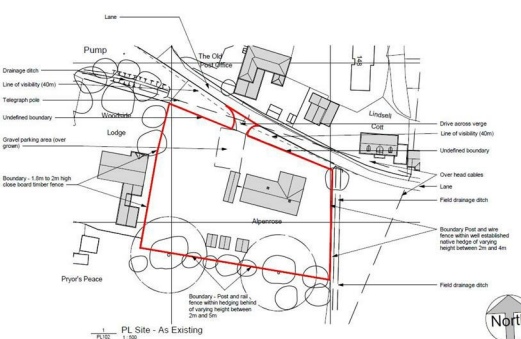 Lane
Pump
The Old
Post Office
148
Drainage ditch
Line of visibility (40m)
Telegraph pole
Undefined boundary
Woodside
Lodge
Gravel parking area (over
grown)
Boundary - 1.8m to 2m high
close board timber fence
Lindsell
Cott
Drive across verge
Line of visibility (40m)
Undefined boundary
Over head cables
Lane
Field drainage ditch
Alpenrose
Boundary Post and wire
fence within well established
native hedge of varying
height between 2m and 4m
Pryor's Peace
Boundary - Post and rail
fence within hedging behind
of varying height between
2m and 5m
Field drainage ditch
1
PL102
PL Site - As Existing
1 : 500
North